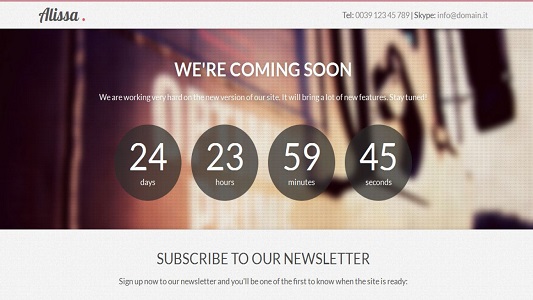 Alissa .
Tel: 0039 123 45 789 | Skype: info@domain.it
WE'RE COMING SOON
We are working very hard on the new version of our site. It will bring a lot of new features. Stay tuned!
24 23 59 45
days hours minutes seconds
SUBSCRIBE TO OUR NEWSLETTER
Sign up now to our newsletter and you'll be one of the first to know when the site is ready: